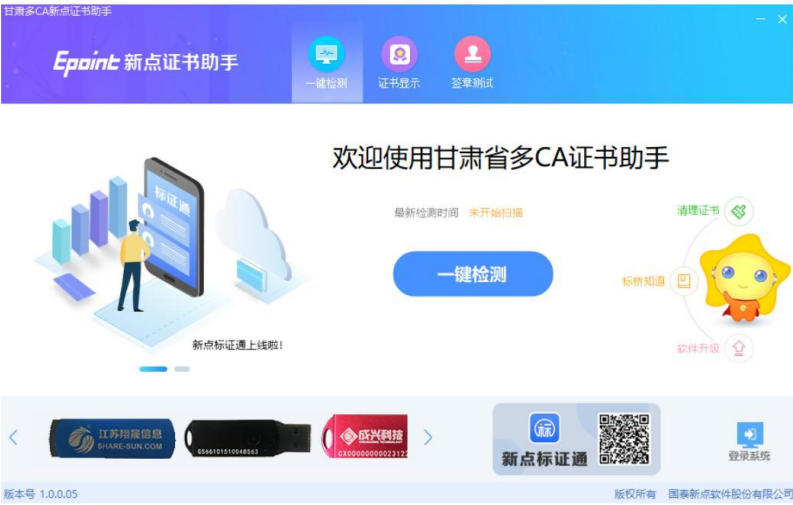 甘肃多CA新点证书助手
Epoint 新点证书助手
一键检测
证书显示
签章测试
欢迎使用甘肃省多CA证书助手
最新检测时间 未开始扫描
清理证书
一键检测
标桥知道
软件升级
标证通
新点标证通上线啦!
江苏翔晟信息
SHARE-SUN.COM
GS66101510048563
成兴科技
CX00000000023122
标
新点标证通
登录系统
版本号 1.0.0.05
版权所有 国泰新点软件股份有限公司